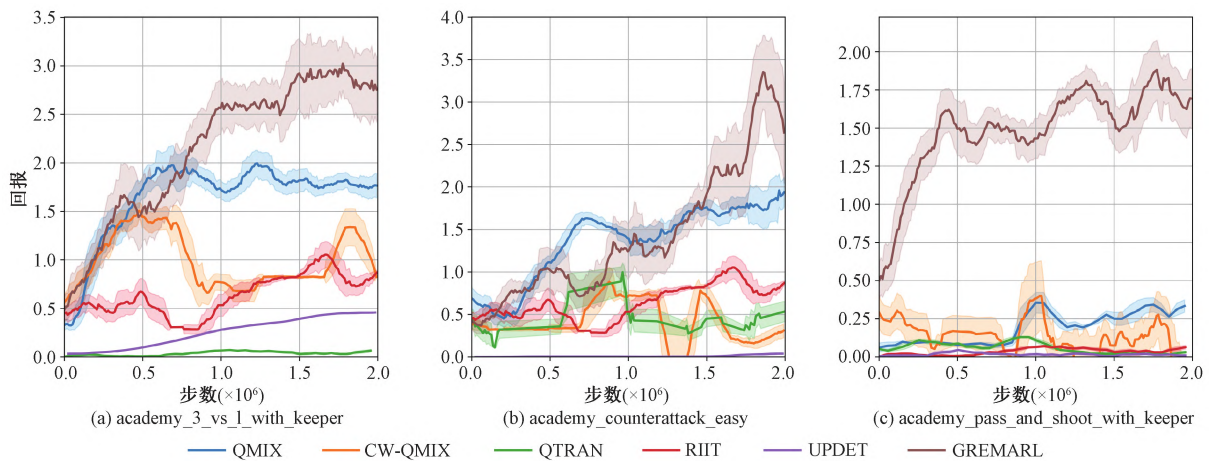 3.5
3.0
2.5
2.0
1.5
1.0
0.5
0.0
回报
0.0 0.5 1.0 1.5 2.0
步数(×10⁶)
(a) academy_3_vs_l_with_keeper
4.0
3.5
3.0
2.5
2.0
1.5
1.0
0.5
0.0
0.0 0.5 1.0 1.5 2.0
步数(×10⁶)
(b) academy_counterattack_easy
2.00
1.75
1.50
1.25
1.00
0.75
0.50
0.25
0.00
0.0 0.5 1.0 1.5 2.0
步数(×10⁶)
(c) academy_pass_and_shoot_with_keeper
QMIX CW-QMIX QTRAN RIIT UPDET GREMARL